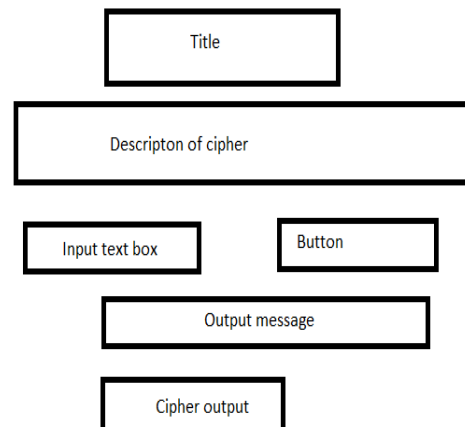 Title
Descripton of cipher
Input text box
Button
Output message
Cipher output